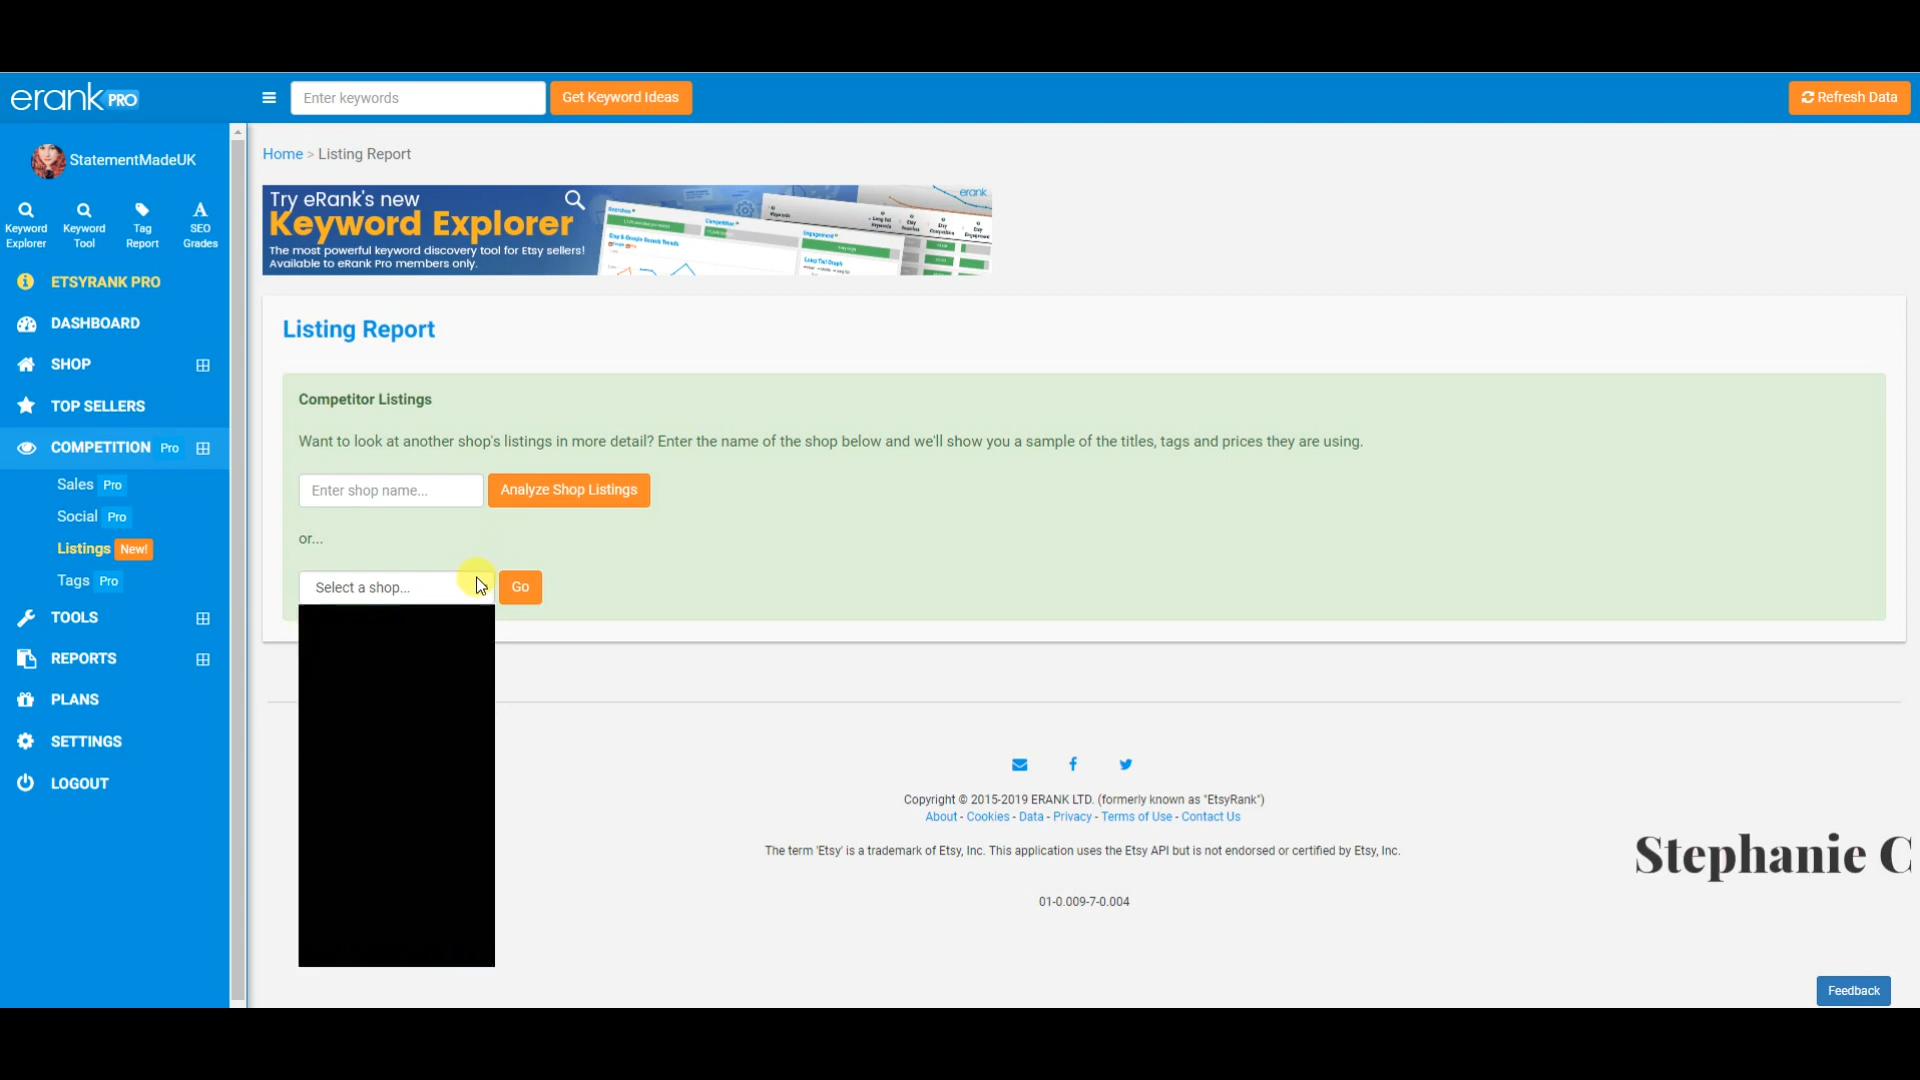 erank PRO
Enter keywords
Get Keyword Ideas
Refresh Data
StatementMadeUK
Keyword Explorer
Keyword Tool
Tag Report
SEO Grades
ETSYRANK PRO
DASHBOARD
SHOP
TOP SELLERS
COMPETITION Pro
Sales Pro
Social Pro
Listings New!
Tags Pro
TOOLS
REPORTS
PLANS
SETTINGS
LOGOUT
Home > Listing Report
Try eRank's new
Keyword Explorer
The most powerful keyword discovery tool for Etsy sellers!
Available to eRank Pro members only.
erank
Listing Report
Competitor Listings
Want to look at another shop's listings in more detail? Enter the name of the shop below and we'll show you a sample of the titles, tags and prices they are using.
Enter shop name...
Analyze Shop Listings
or...
Select a shop...
Go
Copyright © 2015-2019 ERANK LTD. (formerly known as "EtsyRank")
About - Cookies - Data - Privacy - Terms of Use - Contact Us
The term 'Etsy' is a trademark of Etsy, Inc. This application uses the Etsy API but is not endorsed or certified by Etsy, Inc.
01-0.009-7-0.004
Stephanie C
Feedback